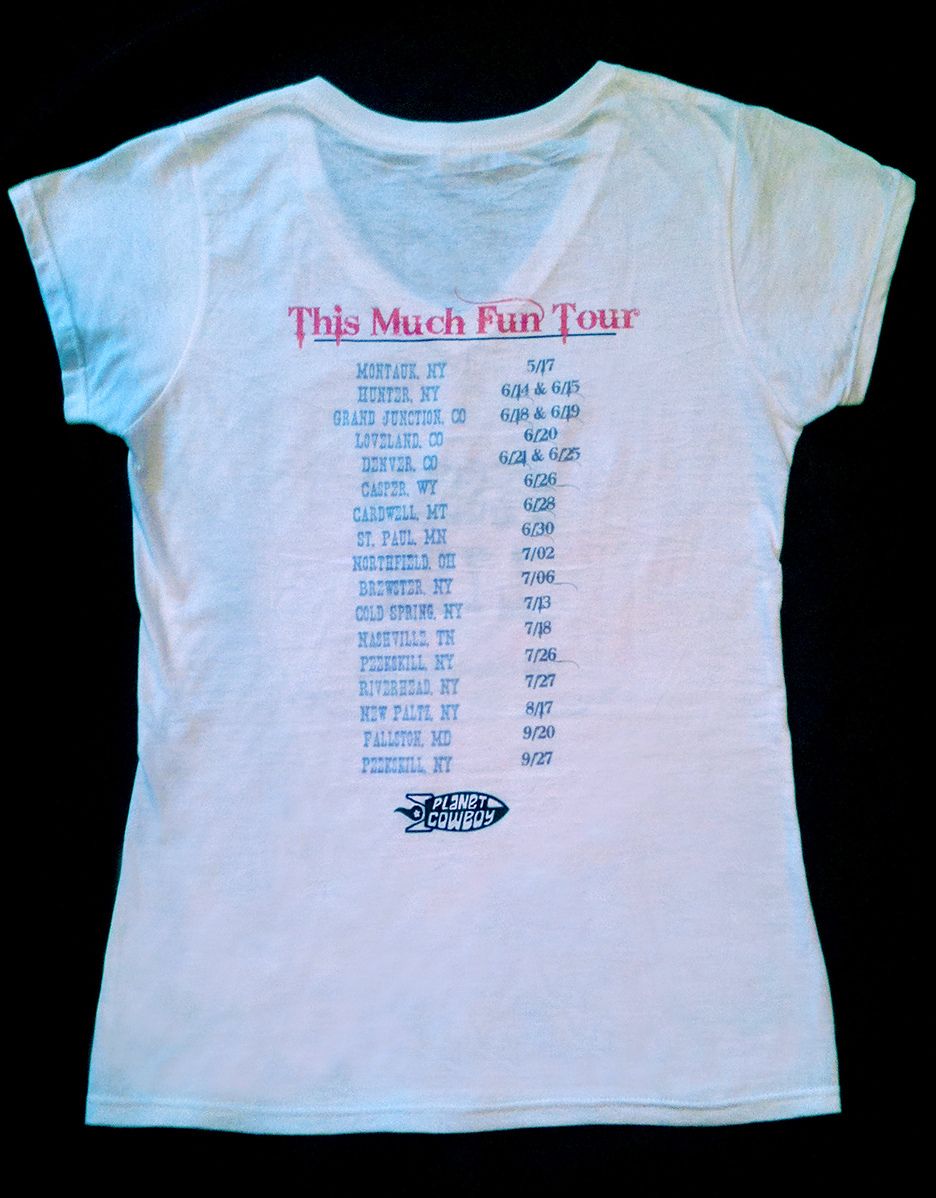 This Much Fun Tour
MONTAUK, NY 5/17
HUNTER, NY 6/14 & 6/15
GRAND JUNCTION, CO 6/18 & 6/19
LOVELAND, CO 6/20
DENVER, CO 6/21 & 6/25
CASPER, WY 6/26
CARDWELL, MT 6/28
ST. PAUL, MN 6/30
NORTHFIELD, OH 7/02
BREWSTER, NY 7/06
COLD SPRING, NY 7/13
NASHVILLE, TN 7/18
PEEKSKILL, NY 7/26
RIVERHEAD, NY 7/27
NEW PALTZ, NY 8/17
FALLSTON, MD 9/20
PEEKSKILL, NY 9/27
PLANET
COWBOY